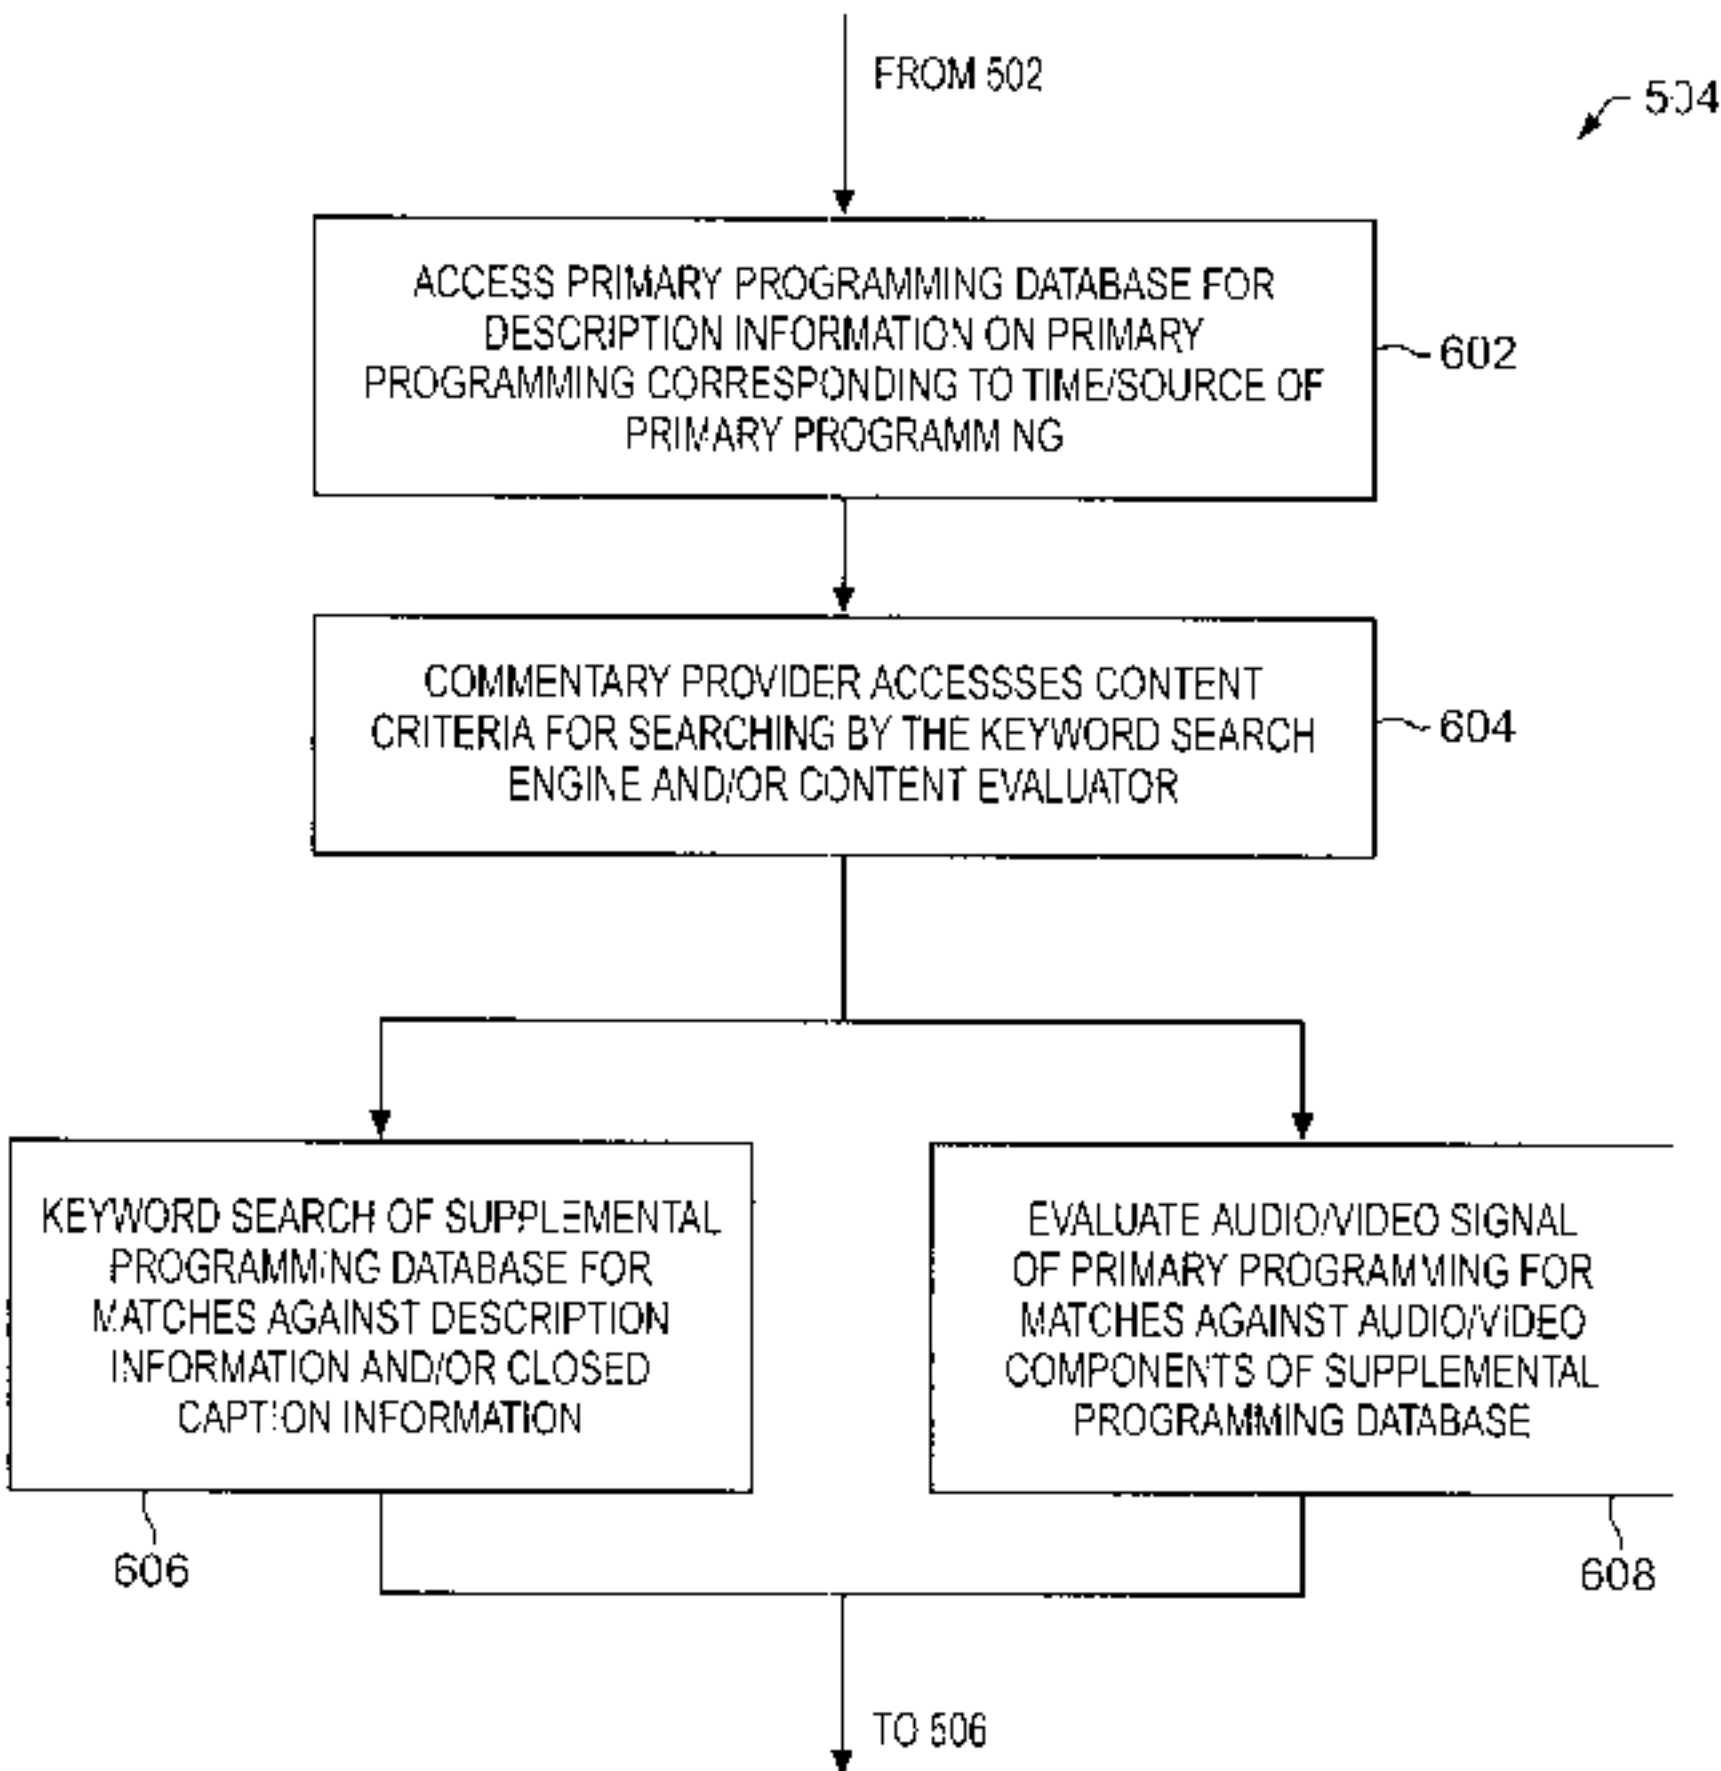 FROM 502
504
ACCESS PRIMARY PROGRAMMING DATABASE FOR
DESCRIPTION INFORMATION ON PRIMARY
PROGRAMMING CORRESPONDING TO TIME/SOURCE OF
PRIMARY PROGRAMMING
602
COMMENTARY PROVIDER ACCESSSES CONTENT
CRITERIA FOR SEARCHING BY THE KEYWORD SEARCH
ENGINE AND/OR CONTENT EVALUATOR
604
KEYWORD SEARCH OF SUPPLEMENTAL
PROGRAMMING DATABASE FOR
MATCHES AGAINST DESCRIPTION
INFORMATION AND/OR CLOSED
CAPTION INFORMATION
606
EVALUATE AUDIO/VIDEO SIGNAL
OF PRIMARY PROGRAMMING FOR
MATCHES AGAINST AUDIO/VIDEO
COMPONENTS OF SUPPLEMENTAL
PROGRAMMING DATABASE
608
TO 506